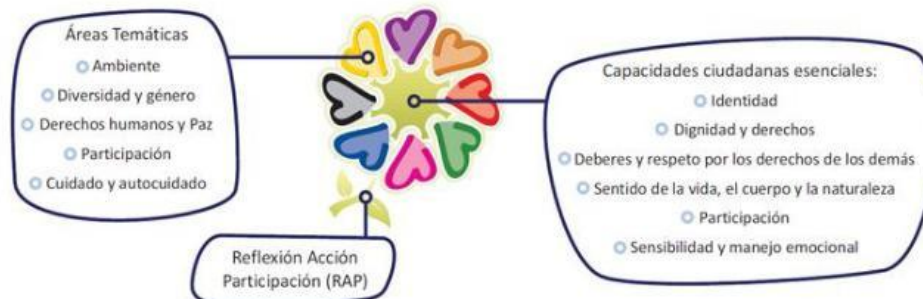 Áreas Temáticas
Ambiente
Diversidad y género
Derechos humanos y Paz
Participación
Cuidado y autocuidado
Capacidades ciudadanas esenciales:
Identidad
Dignidad y derechos
Deberes y respeto por los derechos de los demás
Sentido de la vida, el cuerpo y la naturaleza
Participación
Sensibilidad y manejo emocional
Reflexión Acción
Participación (RAP)